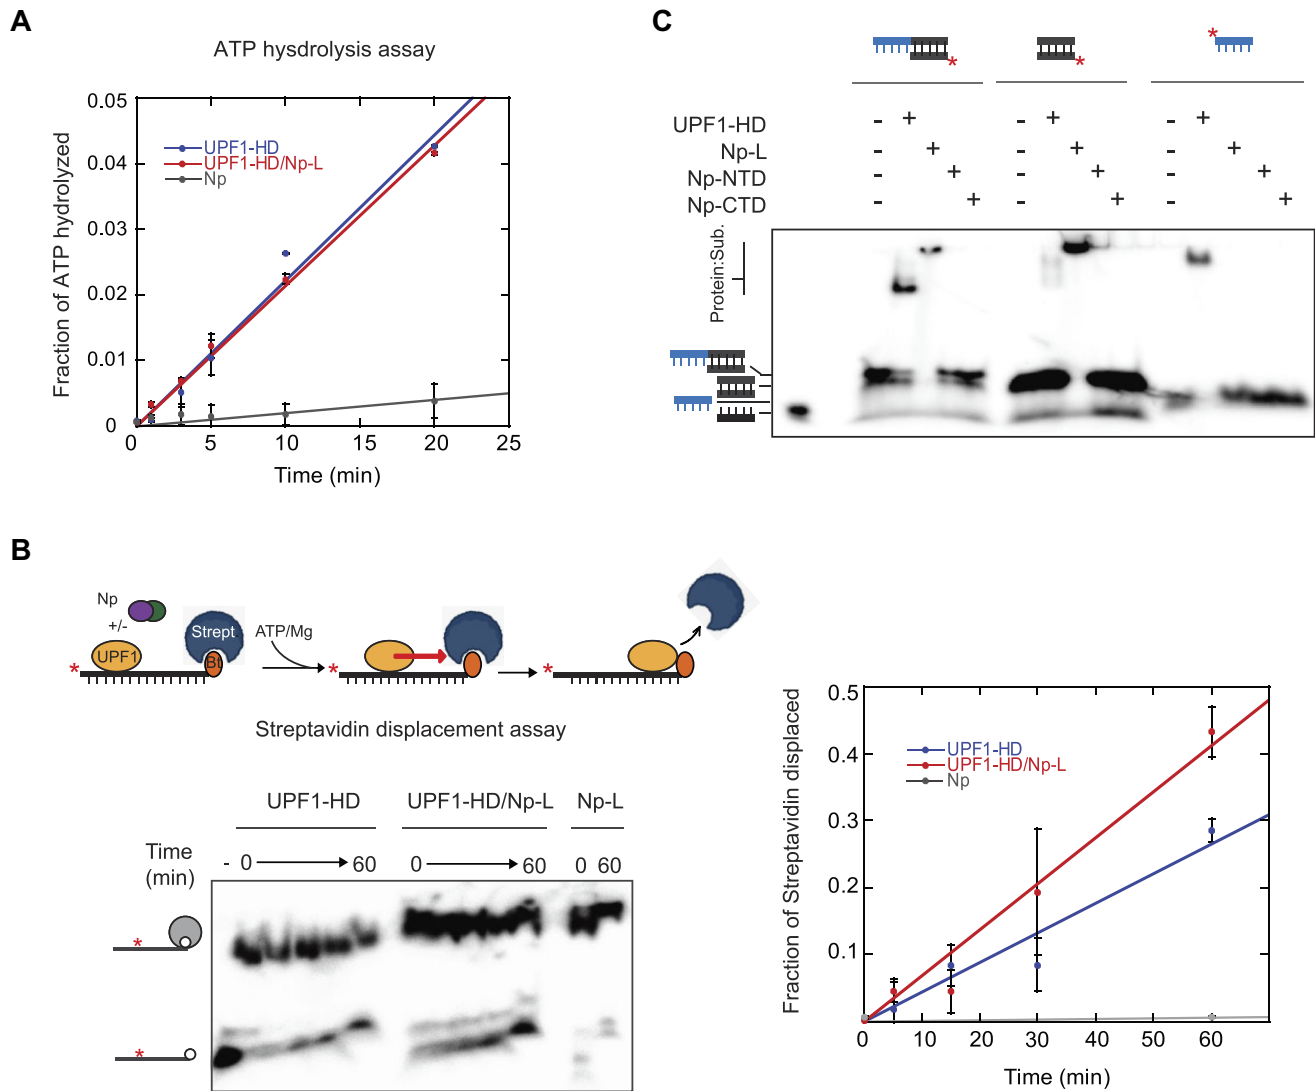 A
ATP hysdrolysis assay
Fraction of ATP hydrolyzed
0.05
0.04
0.03
0.02
0.01
0
UPF1-HD
UPF1-HD/Np-L
Np
0 5 10 15 20 25
Time (min)
C
* * *
UPF1-HD - + - + - +
Np-L - + - + - +
Np-NTD - + - + - +
Np-CTD - + - + - +
Protein:Sub.
B
Np
+/-
UPF1
Strept
Bt
ATP/Mg
* * *
Streptavidin displacement assay
UPF1-HD UPF1-HD/Np-L Np-L
Time
(min)
- 0 60 0 60 0 60
*
*
Fraction of Streptavidin displaced
0.5
0.4
0.3
0.2
0.1
UPF1-HD
UPF1-HD/Np-L
Np
0 10 20 30 40 50 60
Time (min)